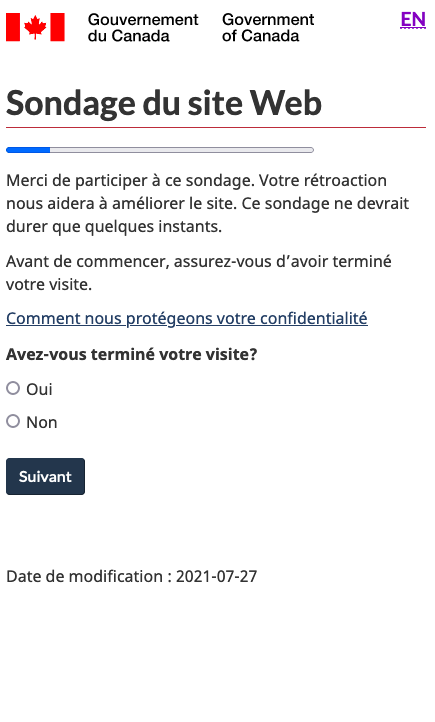 Gouvernement
du Canada
Government
of Canada
EN
Sondage du site Web
Merci de participer à ce sondage. Votre rétroaction
nous aidera à améliorer le site. Ce sondage ne devrait
durer que quelques instants.
Avant de commencer, assurez-vous d’avoir terminé
votre visite.
Comment nous protégeons votre confidentialité
Avez-vous terminé votre visite?
Oui
Non
Suivant
Date de modification : 2021-07-27